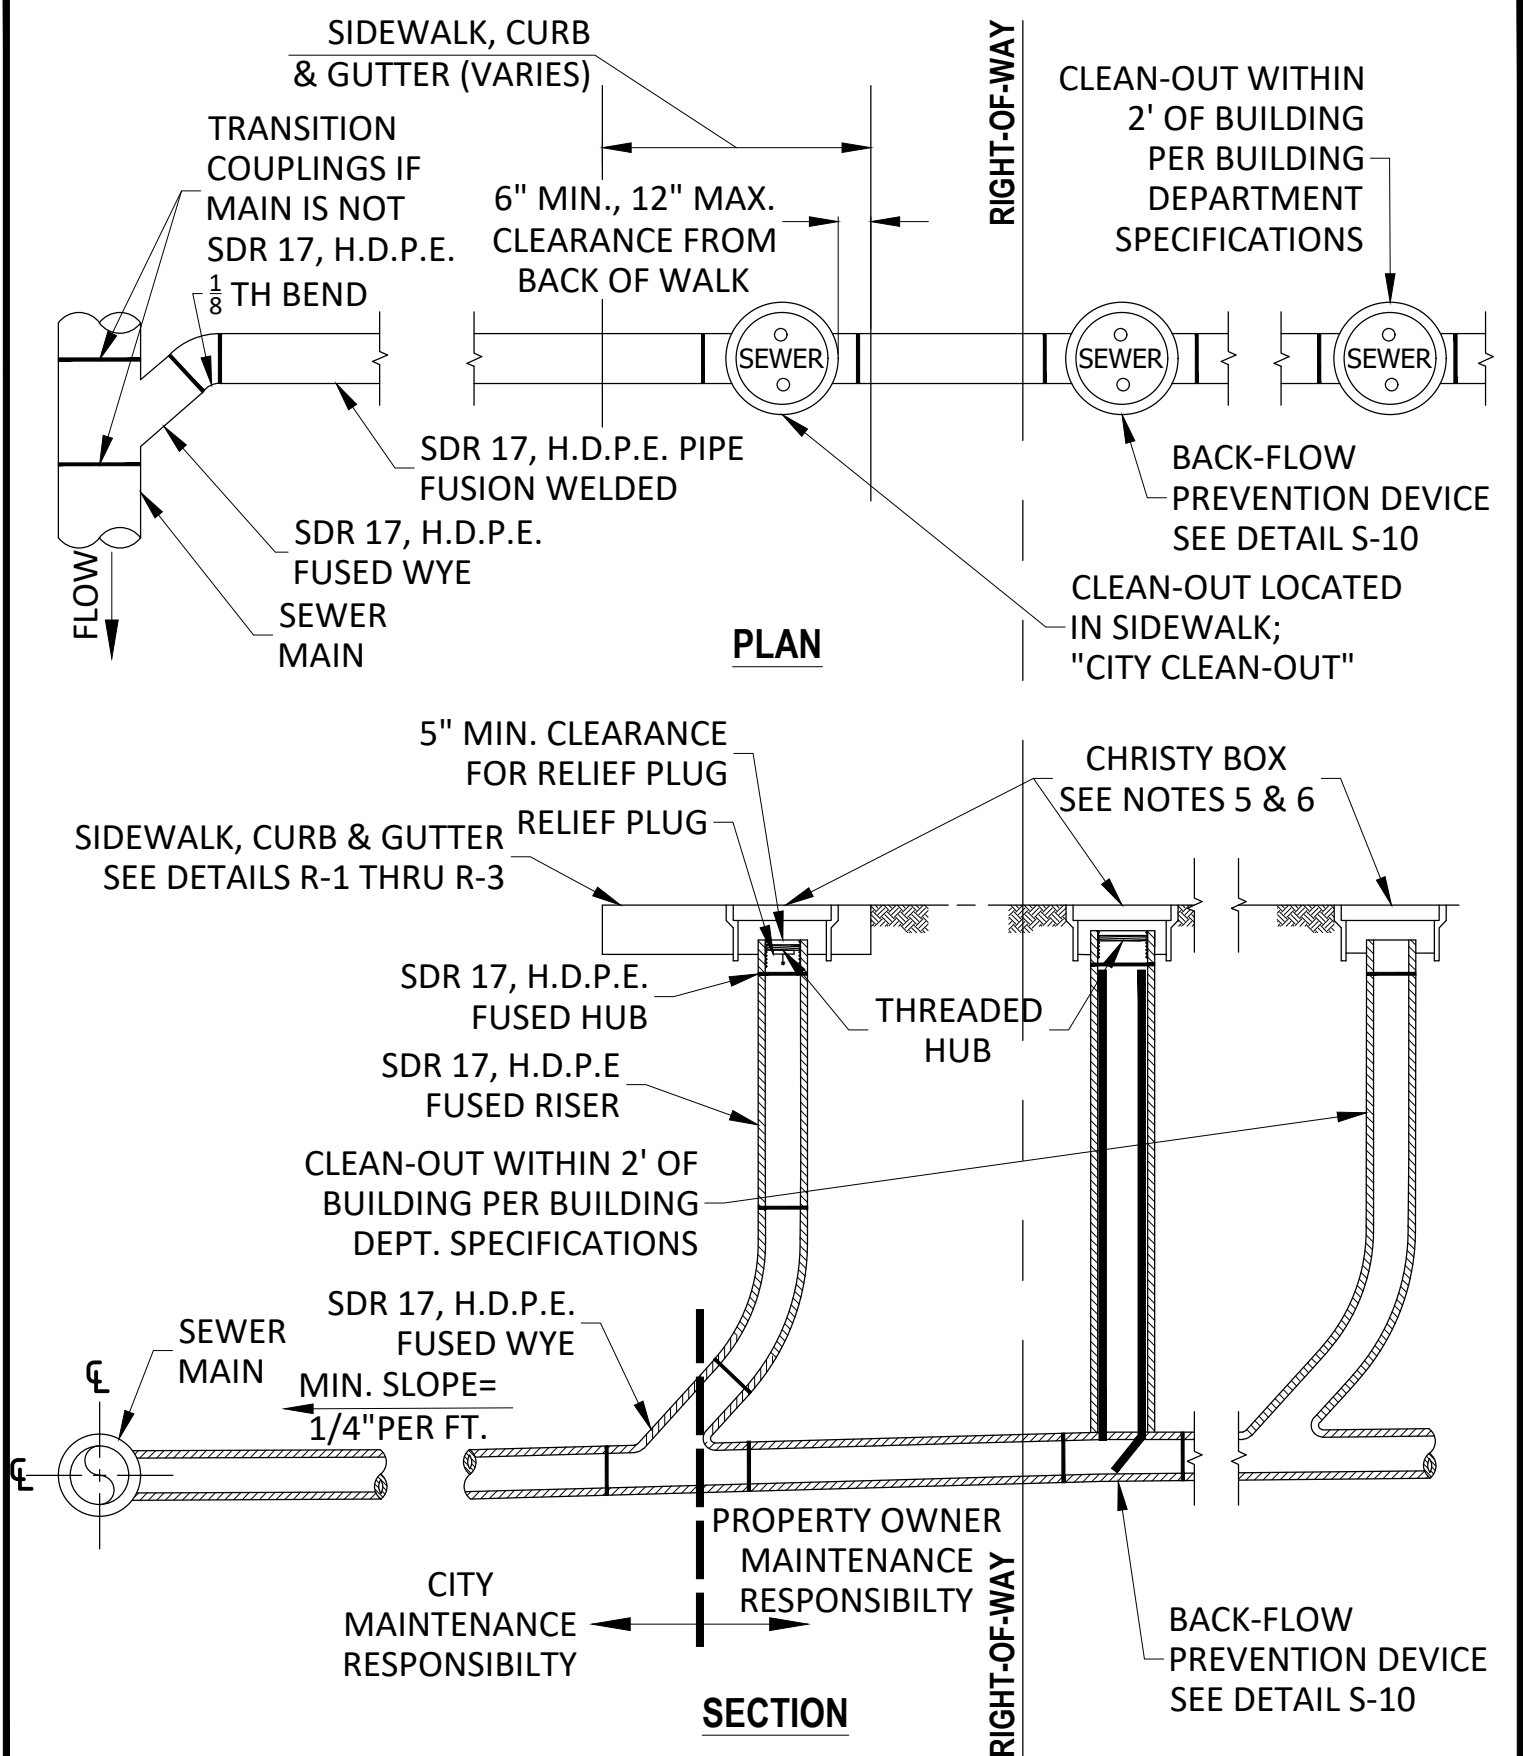 SIDEWALK, CURB
& GUTTER (VARIES)
RIGHT-OF-WAY
CLEAN-OUT WITHIN
2' OF BUILDING
PER BUILDING
DEPARTMENT
SPECIFICATIONS
TRANSITION
COUPLINGS IF
MAIN IS NOT
SDR 17, H.D.P.E.
6" MIN., 12" MAX.
CLEARANCE FROM
BACK OF WALK
1/8 TH BEND
SEWER
SEWER
SEWER
SDR 17, H.D.P.E. PIPE
FUSION WELDED
BACK-FLOW
PREVENTION DEVICE
SEE DETAIL S-10
SDR 17, H.D.P.E.
FUSED WYE
FLOW
SEWER
MAIN
CLEAN-OUT LOCATED
IN SIDEWALK;
"CITY CLEAN-OUT"
PLAN
5" MIN. CLEARANCE
FOR RELIEF PLUG
CHRISTY BOX
SEE NOTES 5 & 6
RELIEF PLUG
SIDEWALK, CURB & GUTTER
SEE DETAILS R-1 THRU R-3
SDR 17, H.D.P.E.
FUSED HUB
THREADED
HUB
SDR 17, H.D.P.E
FUSED RISER
CLEAN-OUT WITHIN 2' OF
BUILDING PER BUILDING
DEPT. SPECIFICATIONS
SDR 17, H.D.P.E.
FUSED WYE
SEWER
MAIN
℄
MIN. SLOPE=
1/4"PER FT.
℄
PROPERTY OWNER
MAINTENANCE
RESPONSIBILTY
CITY
MAINTENANCE
RESPONSIBILTY
RIGHT-OF-WAY
BACK-FLOW
PREVENTION DEVICE
SEE DETAIL S-10
SECTION